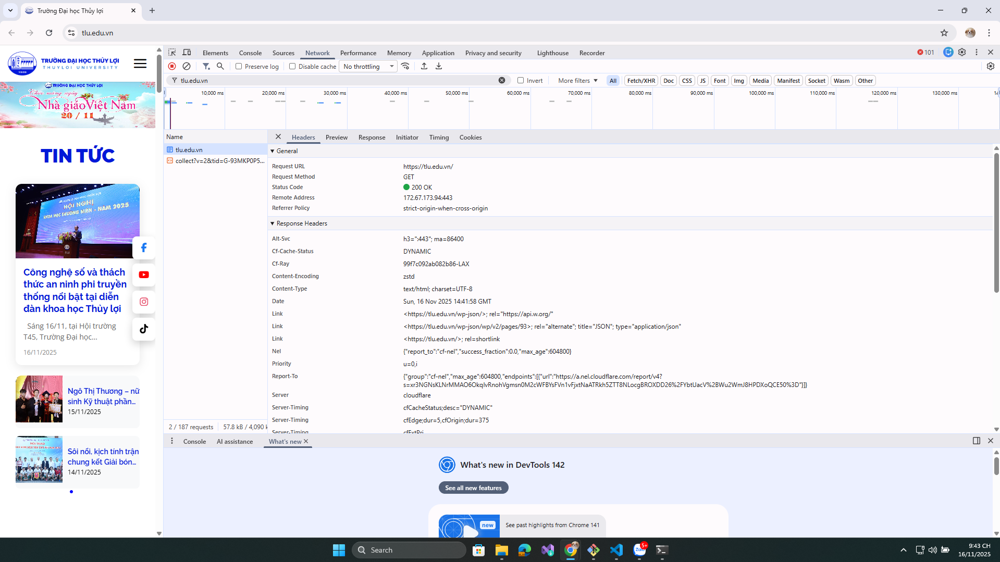 Trường Đại học Thủy lợi
tlu.edu.vn
TRƯỜNG ĐẠI HỌC THỦY LỢI
THUYLOI UNIVERSITY
TRƯỜNG ĐẠI HỌC THỦY LỢI
Chúc mừng ngày
Nhà giáo Việt Nam
20 / 11
TIN TỨC
HỘI NGHỊ
KHOA HỌC THƯỜNG NIÊN - NĂM 2025
TLU
Công nghệ số và thách
thức an ninh phi truyền
thống nổi bật tại diễn
đàn khoa học Thủy lợi
Sáng 16/11, tại Hội trường
T45, Trường Đại học...
16/11/2025
Ngô Thị Thương – nữ
sinh Kỹ thuật phần...
15/11/2025
Sôi nổi, kịch tính trận
chung kết Giải bón...
14/11/2025
Elements Console Sources Network Performance Memory Application Privacy and security Lighthouse Recorder 101
Preserve log Disable cache No throttling
tlu.edu.vn Invert More filters All Fetch/XHR Doc CSS JS Font Img Media Manifest Socket Wasm Other
10,000 ms 20,000 ms 30,000 ms 40,000 ms 50,000 ms 60,000 ms 70,000 ms 80,000 ms 90,000 ms 100,000 ms 110,000 ms 120,000 ms 130,000 ms 14
Name
tlu.edu.vn
collect?v=2&tid=G-93MKP0P5...
2 / 187 requests 57.8 kB / 4,090 k
Headers Preview Response Initiator Timing Cookies
General
Request URL https://tlu.edu.vn/
Request Method GET
Status Code 200 OK
Remote Address 172.67.173.94:443
Referrer Policy strict-origin-when-cross-origin
Response Headers
Alt-Svc h3=":443"; ma=86400
Cf-Cache-Status DYNAMIC
Cf-Ray 99f7c092ab082b86-LAX
Content-Encoding zstd
Content-Type text/html; charset=UTF-8
Date Sun, 16 Nov 2025 14:41:58 GMT
Link <https://tlu.edu.vn/wp-json/>; rel="https://api.w.org/"
Link <https://tlu.edu.vn/wp-json/wp/v2/pages/93>; rel="alternate"; title="JSON"; type="application/json"
Link <https://tlu.edu.vn/>; rel=shortlink
Nel {"report_to":"cf-nel","success_fraction":0.0,"max_age":604800}
Priority u=0,i
Report-To {"group":"cf-nel","max_age":604800,"endpoints":[{"url":"https://a.nel.cloudflare.com/report/v4?
s=xr3NGNsKLNrMMAO6OkqIvRnohVgmsn0M2cWFBYsFVn1vFjxtNaATRkh5ZTT8NLocgBROXDD26%2FYbtUacV%2BWu2WmJ8HPDXoQCE50%3D"}]}
Server cloudflare
Server-Timing cfCacheStatus;desc="DYNAMIC"
Server-Timing cfEdge;dur=5,cfOrigin;dur=375
Server-Timing cfExtPri
Console AI assistance What's new
What's new in DevTools 142
See all new features
new See past highlights from Chrome 141
Search
Zalo 5+
9:43 CH
16/11/2025